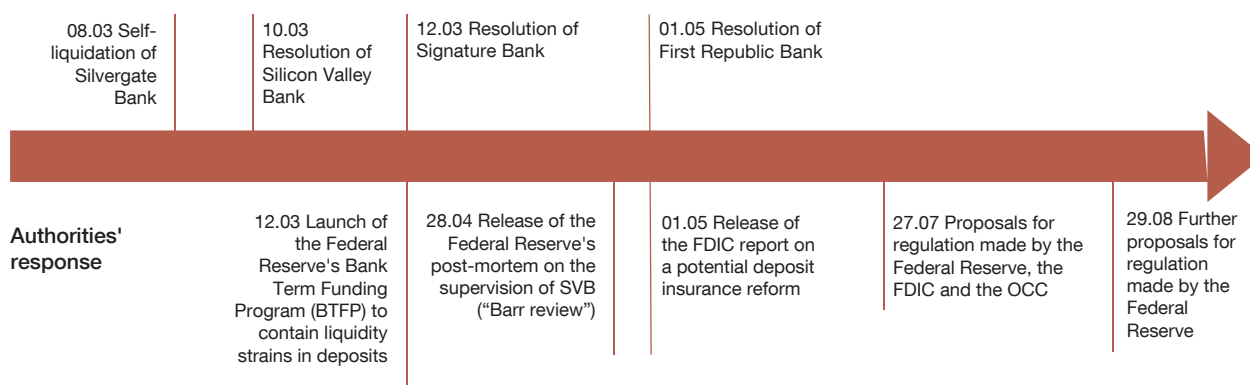 08.03 Self-
liquidation of
Silvergate
Bank
10.03
Resolution of
Silicon Valley
Bank
12.03 Resolution of
Signature Bank
01.05 Resolution of
First Republic Bank
Authorities'
response
12.03 Launch of
the Federal
Reserve's Bank
Term Funding
Program (BTFP) to
contain liquidity
strains in deposits
28.04 Release of the
Federal Reserve's
post-mortem on the
supervision of SVB
(“Barr review”)
01.05 Release of
the FDIC report on
a potential deposit
insurance reform
27.07 Proposals for
regulation made by the
Federal Reserve, the
FDIC and the OCC
29.08 Further
proposals for
regulation
made by the
Federal
Reserve